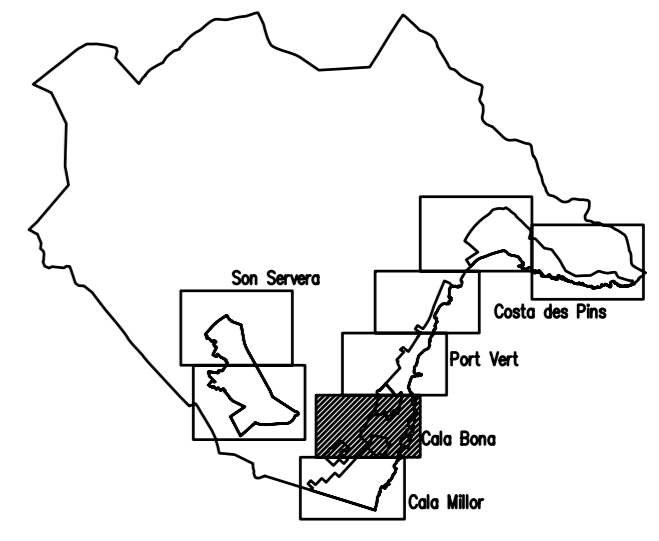 Son Servera
Costa des Pins
Port Vert
Cala Bona
Cala Millor